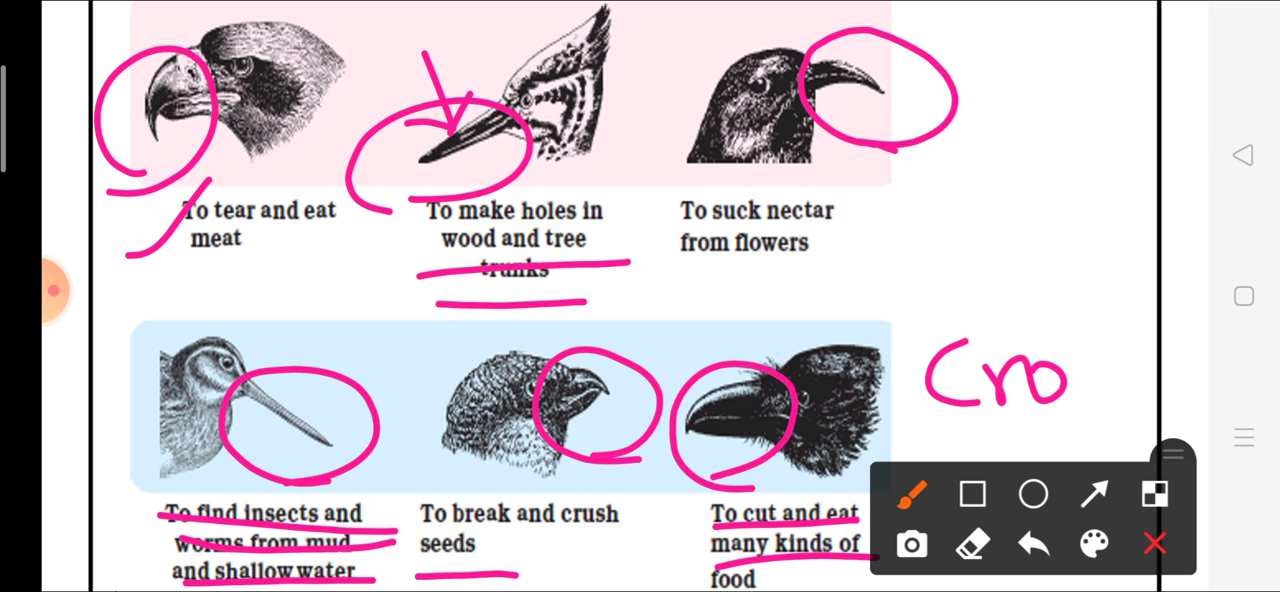 To tear and eat
meat
To make holes in
wood and tree
trunks
To suck nectar
from flowers
Cro
To find insects and
worms from mud
and shallow water
To break and crush
seeds
To cut and eat
many kinds of
food